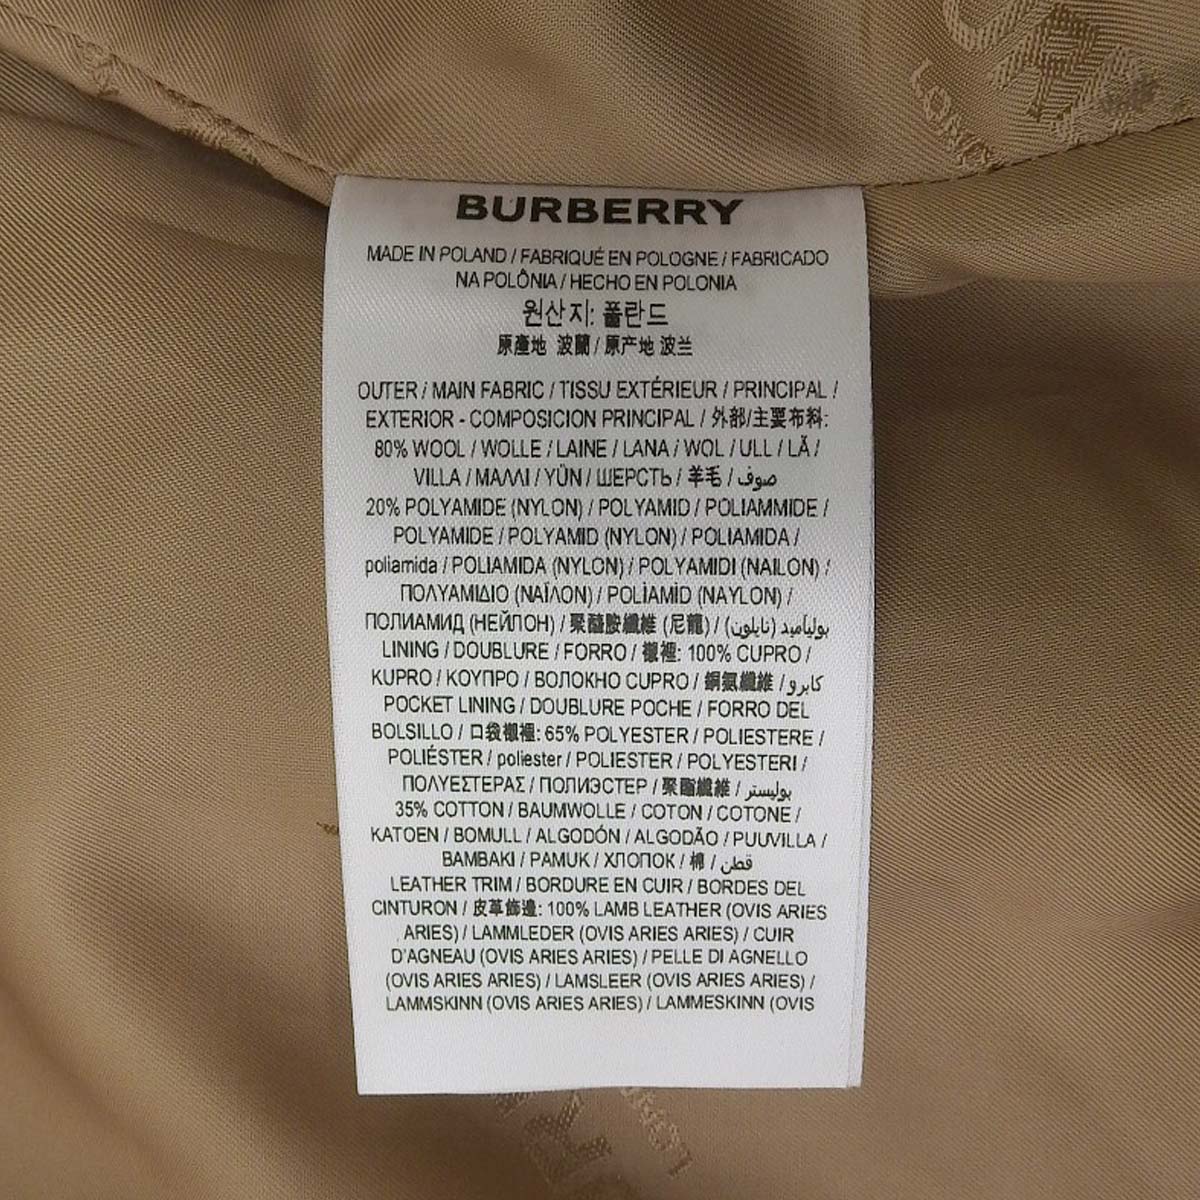 LOND
BURBERRY
MADE IN POLAND / FABRIQUÉ EN POLOGNE / FABRICADO
NA POLÔNIA / HECHO EN POLONIA
원산지: 폴란드
原產地 波蘭 / 原产地 波兰
OUTER / MAIN FABRIC / TISSU EXTÉRIEUR / PRINCIPAL /
EXTERIOR - COMPOSICION PRINCIPAL / 外部/主要布料:
80% WOOL / WOLLE / LAINE / LANA / WOL / ULL / LÃ /
VILLA / ΜΑΛΛΙ / YÜN / ШЕРСТЬ / 羊毛 / صوف
20% POLYAMIDE (NYLON) / POLYAMID / POLIAMMIDE /
POLYAMIDE / POLYAMID (NYLON) / POLIAMIDA /
poliamida / POLIAMIDA (NYLON) / POLYAMIDI (NAILON) /
ΠΟΛΥΑΜΙΔΙΟ (ΝΑΪΛΟΝ) / POLİAMİD (NAYLON) /
ПОЛИАМИД (НЕЙЛОН) / 聚醯胺纖維 (尼龍) / بولياميد (نايلون)
LINING / DOUBLURE / FORRO / 襯裡: 100% CUPRO /
KUPRO / ΚΟΥΠΡΟ / ВОЛОКНО CUPRO / 銅氨纖維 / كابرو
POCKET LINING / DOUBLURE POCHE / FORRO DEL
BOLSILLO / 口袋襯裡: 65% POLYESTER / POLIESTERE /
POLIÉSTER / poliester / POLIESTER / POLYESTERI /
ΠΟΛΥΕΣΤΕΡΑΣ / ПОЛИЭСТЕР / 聚酯纖維 / بوليستر
35% COTTON / BAUMWOLLE / COTON / COTONE /
KATOEN / BOMULL / ALGODÓN / ALGODÃO / PUUVILLA /
BAMBAKI / PAMUK / ХЛОПОК / 棉 / قطن
LEATHER TRIM / BORDURE EN CUIR / BORDES DEL
CINTURON / 皮革飾邊: 100% LAMB LEATHER (OVIS ARIES
ARIES) / LAMMLEDER (OVIS ARIES ARIES) / CUIR
D'AGNEAU (OVIS ARIES ARIES) / PELLE DI AGNELLO
(OVIS ARIES ARIES) / LAMSLEER (OVIS ARIES ARIES) /
LAMMSKINN (OVIS ARIES ARIES) / LAMMESKINN (OVIS